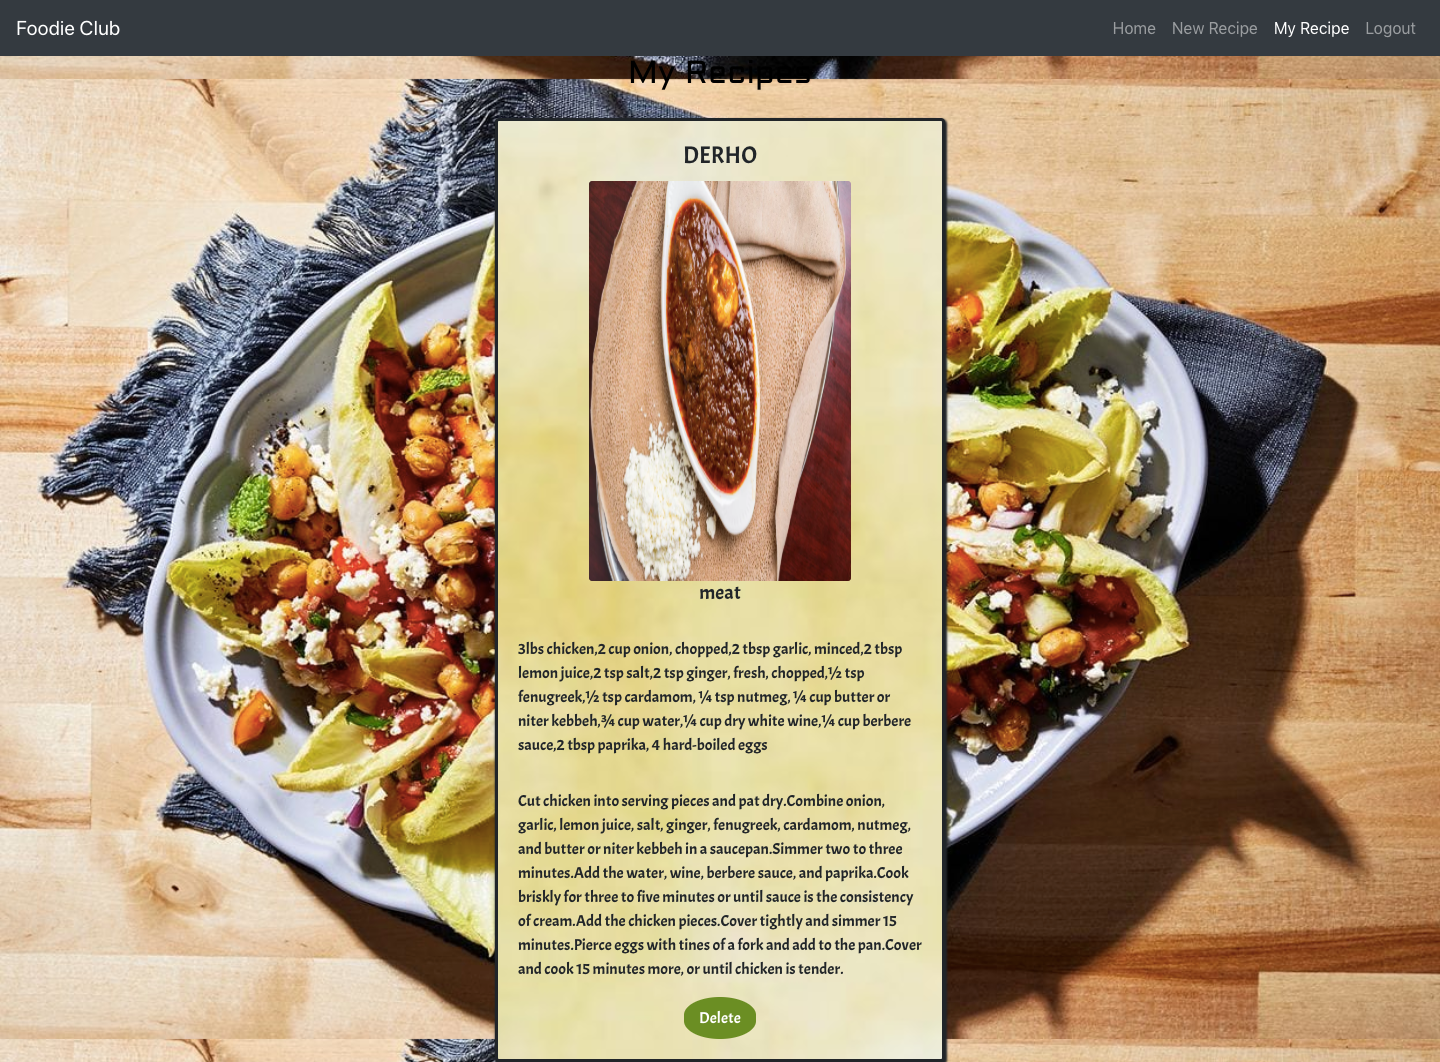 Foodie Club
Home New Recipe My Recipe Logout
My Recipes
DERHO
meat
3lbs chicken,2 cup onion, chopped,2 tbsp garlic, minced,2 tbsp
lemon juice,2 tsp salt,2 tsp ginger, fresh, chopped,½ tsp
fenugreek,½ tsp cardamom, ¼ tsp nutmeg, ¼ cup butter or
niter kebbeh,¾ cup water,¼ cup dry white wine,¼ cup berbere
sauce,2 tbsp paprika, 4 hard-boiled eggs
Cut chicken into serving pieces and pat dry.Combine onion,
garlic, lemon juice, salt, ginger, fenugreek, cardamom, nutmeg,
and butter or niter kebbeh in a saucepan.Simmer two to three
minutes.Add the water, wine, berbere sauce, and paprika.Cook
briskly for three to five minutes or until sauce is the consistency
of cream.Add the chicken pieces.Cover tightly and simmer 15
minutes.Pierce eggs with tines of a fork and add to the pan.Cover
and cook 15 minutes more, or until chicken is tender.
Delete